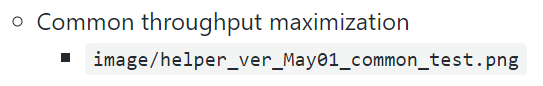 Common throughput maximization
image/helper_ver_May01_common_test.png